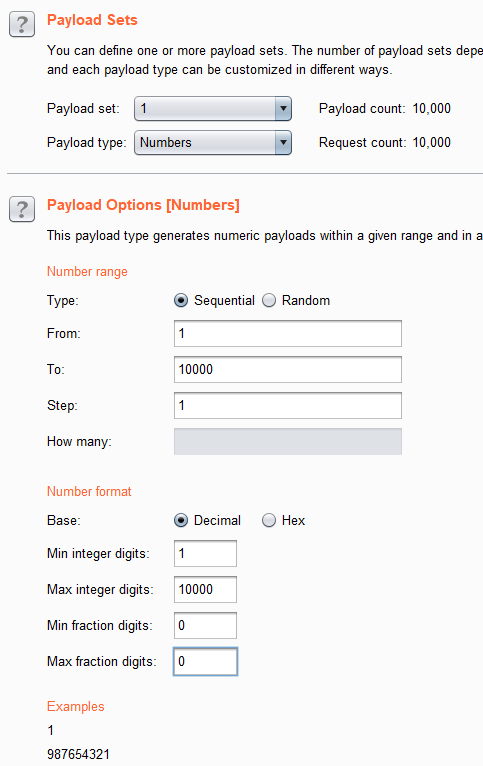 Payload Sets
You can define one or more payload sets. The number of payload sets depe
and each payload type can be customized in different ways.
Payload set: 1 Payload count: 10,000
Payload type: Numbers Request count: 10,000
Payload Options [Numbers]
This payload type generates numeric payloads within a given range and in a
Number range
Type: Sequential Random
From: 1
To: 10000
Step: 1
How many:
Number format
Base: Decimal Hex
Min integer digits: 1
Max integer digits: 10000
Min fraction digits: 0
Max fraction digits: 0
Examples
1
987654321